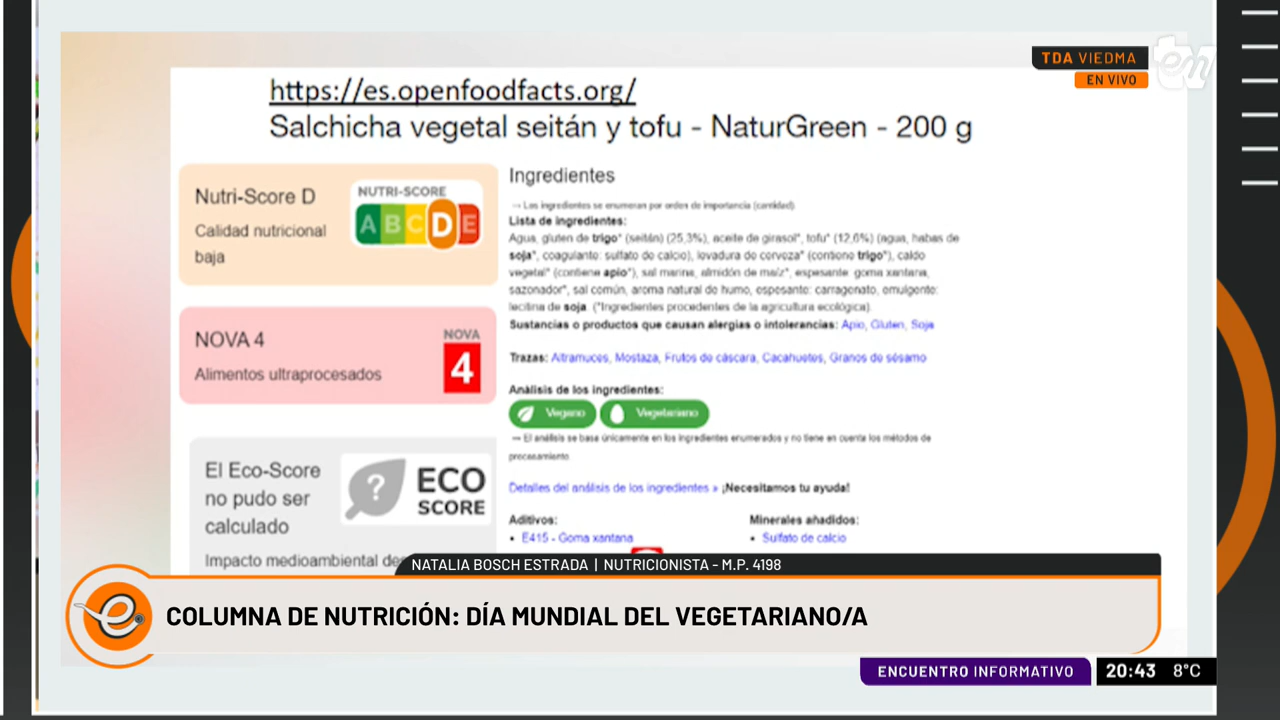 TDA VIEDMA
EN VIVO
https://es.openfoodfacts.org/
Salchicha vegetal seitán y tofu - NaturGreen - 200 g
Nutri-Score D
Calidad nutricional
baja
NUTRI-SCORE
A B C D E
NOVA 4
Alimentos ultraprocesados
NOVA
4
El Eco-Score
no pudo ser
calculado
?
ECO
SCORE
Impacto medioambiental de
Ingredientes
→ Los ingredientes se enumeran por orden de importancia (cantidad)
Lista de ingredientes:
Agua, gluten de trigo* (seitán) (25,3%), aceite de girasol*, tofu* (12,6%) (agua, habas de
soja*, coagulante: sulfato de calcio), levadura de cerveza* (contiene trigo*), caldo
vegetal* (contiene apio*), sal marina, almidón de maíz*, espesante: goma xantana,
sazonador*, sal común, aroma natural de humo, espesante: carragenato, emulgente:
lecitina de soja. (*Ingredientes procedentes de la agricultura ecológica).
Sustancias o productos que causan alergias o intolerancias: Apio, Gluten, Soja
Trazas: Altramuces, Mostaza, Frutos de cáscara, Cacahuetes, Granos de sésamo
Análisis de los ingredientes:
Vegano
Vegetariano
→ El análisis se basa únicamente en los ingredientes enumerados y no tiene en cuenta los métodos de
procesamiento.
Detalles del análisis de los ingredientes » ¡Necesitamos tu ayuda!
Aditivos:
• E415 - Goma xantana
Minerales añadidos:
• Sulfato de calcio
NATALIA BOSCH ESTRADA | NUTRICIONISTA - M.P. 4198
COLUMNA DE NUTRICIÓN: DÍA MUNDIAL DEL VEGETARIANO/A
ENCUENTRO INFORMATIVO
20:43 8°C